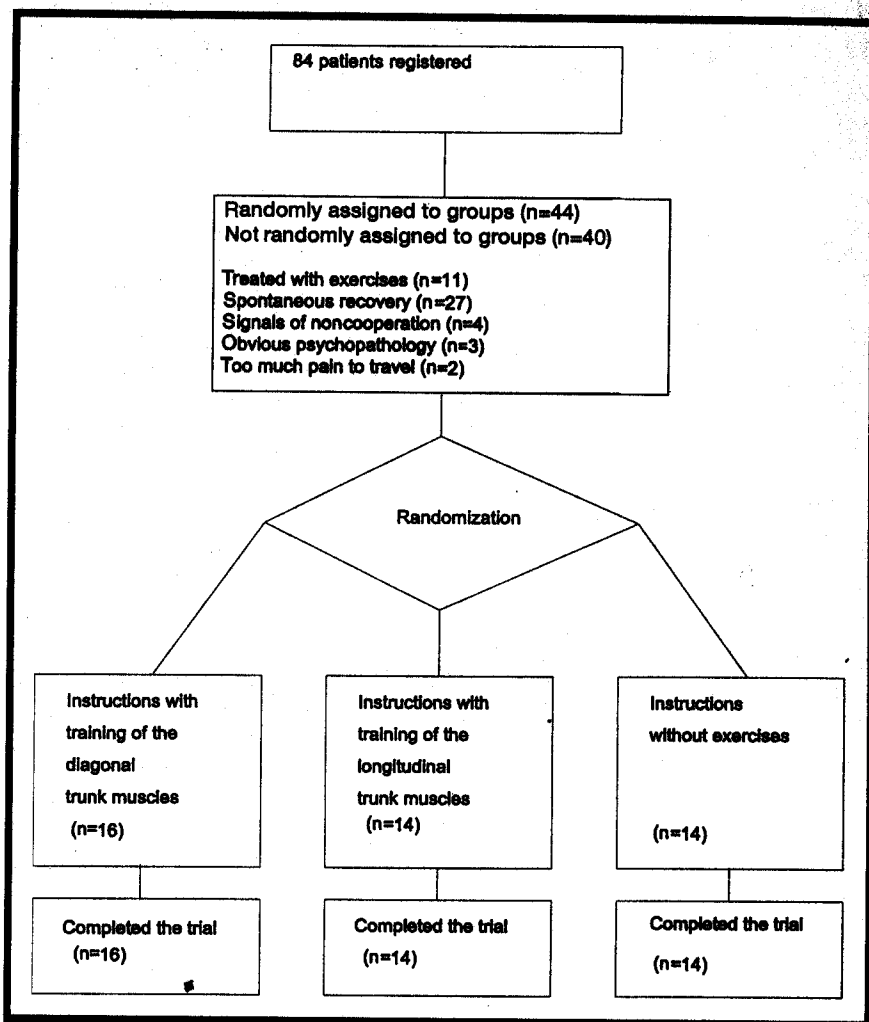 84 patients registered
Randomly assigned to groups (n=44)
Not randomly assigned to groups (n=40)
Treated with exercises (n=11)
Spontaneous recovery (n=27)
Signals of noncooperation (n=4)
Obvious psychopathology (n=3)
Too much pain to travel (n=2)
Randomization
Instructions with
training of the
diagonal
trunk muscles
(n=16)
Instructions with
training of the
longitudinal
trunk muscles
(n=14)
Instructions
without exercises
(n=14)
Completed the trial
(n=16)
Completed the trial
(n=14)
Completed the trial
(n=14)